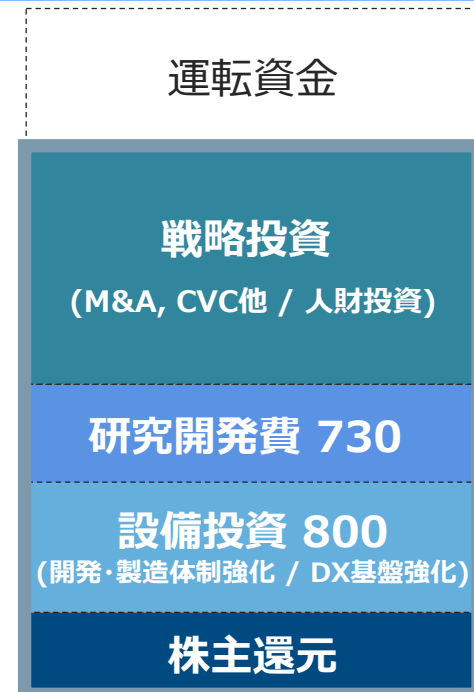 運転資金
戦略投資
(M&A, CVC他 / 人財投資)
研究開発費 730
設備投資 800
(開発･製造体制強化 / DX基盤強化)
株主還元